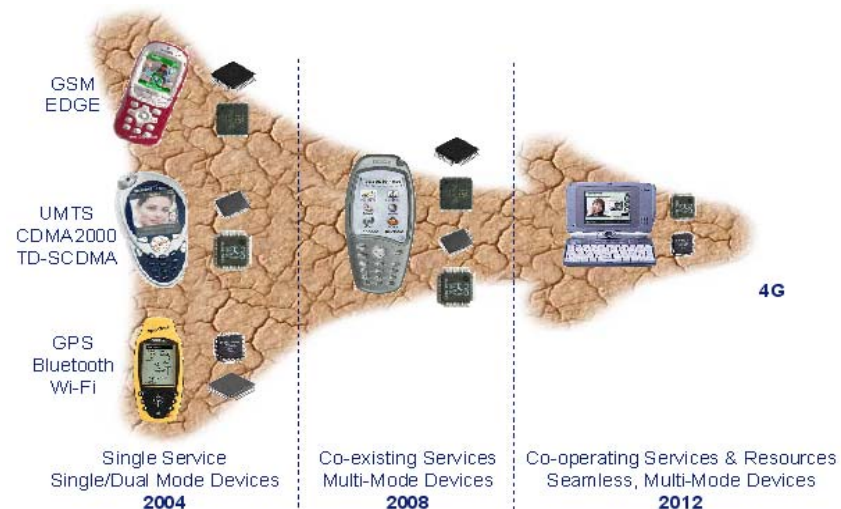 GSM
EDGE
UMTS
CDMA2000
TD-SCDMA
GPS
Bluetooth
Wi-Fi
4G
Single Service
Single/Dual Mode Devices
2004
Co-existing Services
Multi-Mode Devices
2008
Co-operating Services & Resources
Seamless, Multi-Mode Devices
2012